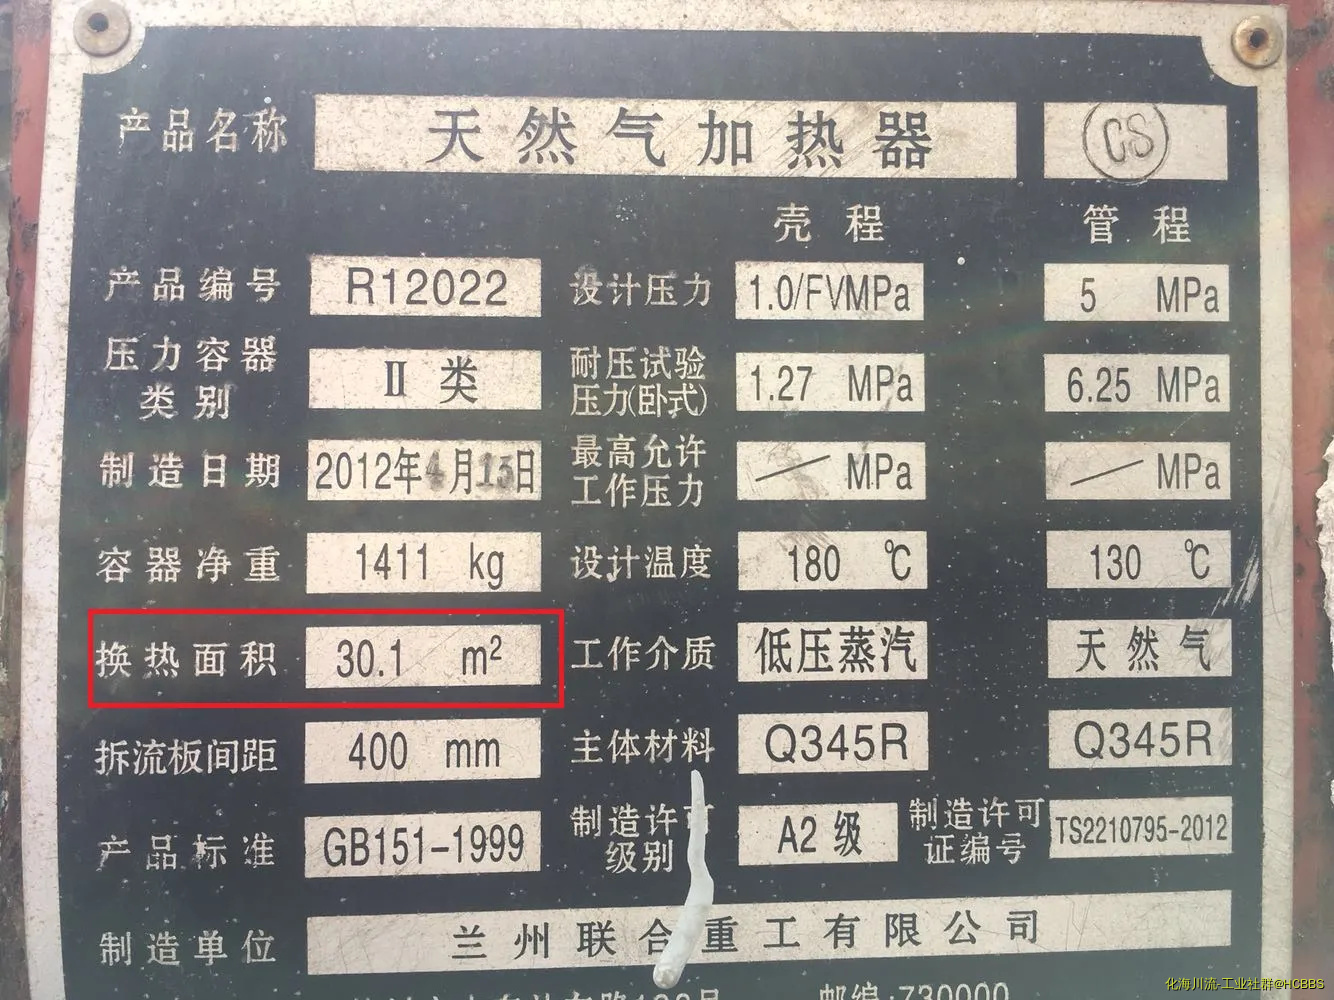 产品名称 天然气加热器 CS
壳程 管程
产品编号 R12022 设计压力 1.0/FVMPa 5 MPa
压力容器类别 Ⅱ类 耐压试验压力(卧式) 1.27 MPa 6.25 MPa
制造日期 2012年4月13日 最高允许工作压力 / MPa / MPa
容器净重 1411 kg 设计温度 180 ℃ 130 ℃
换热面积 30.1 m² 工作介质 低压蒸汽 天然气
拆流板间距 400 mm 主体材料 Q345R Q345R
产品标准 GB151-1999 制造许可级别 A2级 制造许可证编号 TS2210795-2012
制造单位 兰州联合重工有限公司
邮编:730000
化海川流-工业社群@HCBBS